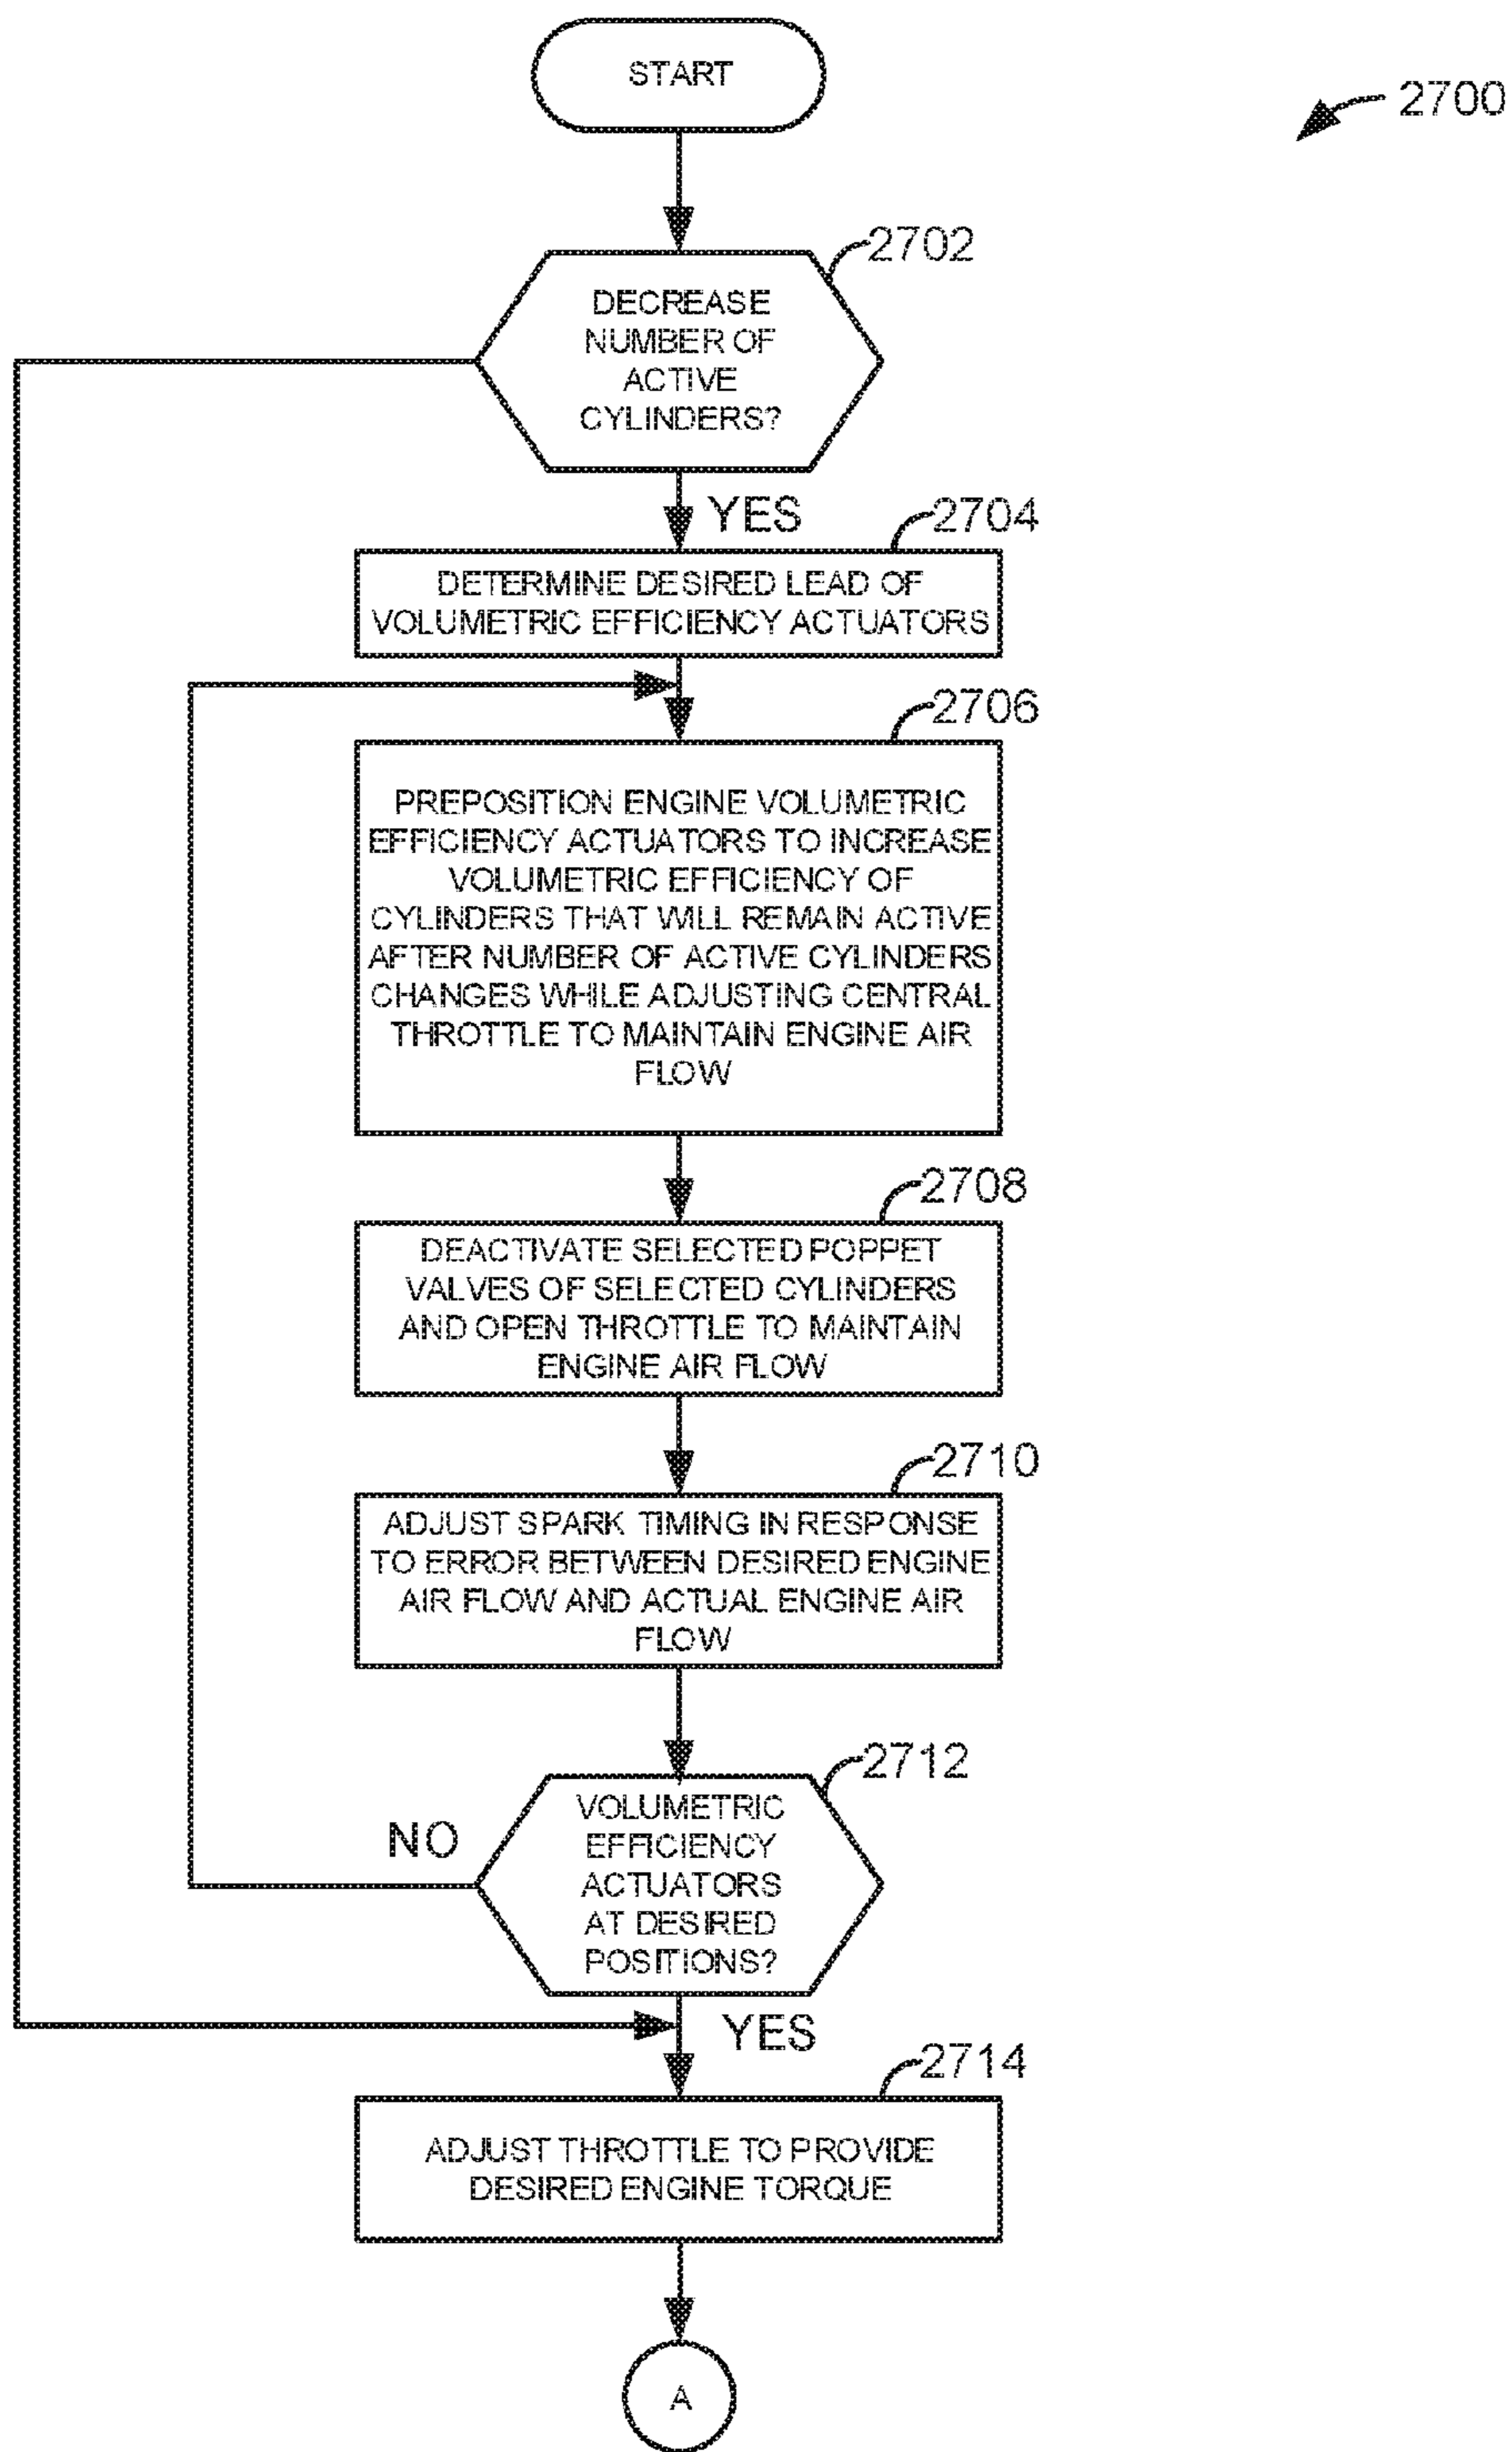 START
2700
2702
DECREASE
NUMBER OF
ACTIVE
CYLINDERS?
YES
2704
DETERMINE DESIRED LEAD OF
VOLUMETRIC EFFICIENCY ACTUATORS
2706
PREPOSITION ENGINE VOLUMETRIC
EFFICIENCY ACTUATORS TO INCREASE
VOLUMETRIC EFFICIENCY OF
CYLINDERS THAT WILL REMAIN ACTIVE
AFTER NUMBER OF ACTIVE CYLINDERS
CHANGES WHILE ADJUSTING CENTRAL
THROTTLE TO MAINTAIN ENGINE AIR
FLOW
2708
DEACTIVATE SELECTED POPPET
VALVES OF SELECTED CYLINDERS
AND OPEN THROTTLE TO MAINTAIN
ENGINE AIR FLOW
2710
ADJUST SPARK TIMING IN RESPONSE
TO ERROR BETWEEN DESIRED ENGINE
AIR FLOW AND ACTUAL ENGINE AIR
FLOW
2712
NO
VOLUMETRIC
EFFICIENCY
ACTUATORS
AT DESIRED
POSITIONS?
YES
2714
ADJUST THROTTLE TO PROVIDE
DESIRED ENGINE TORQUE
A